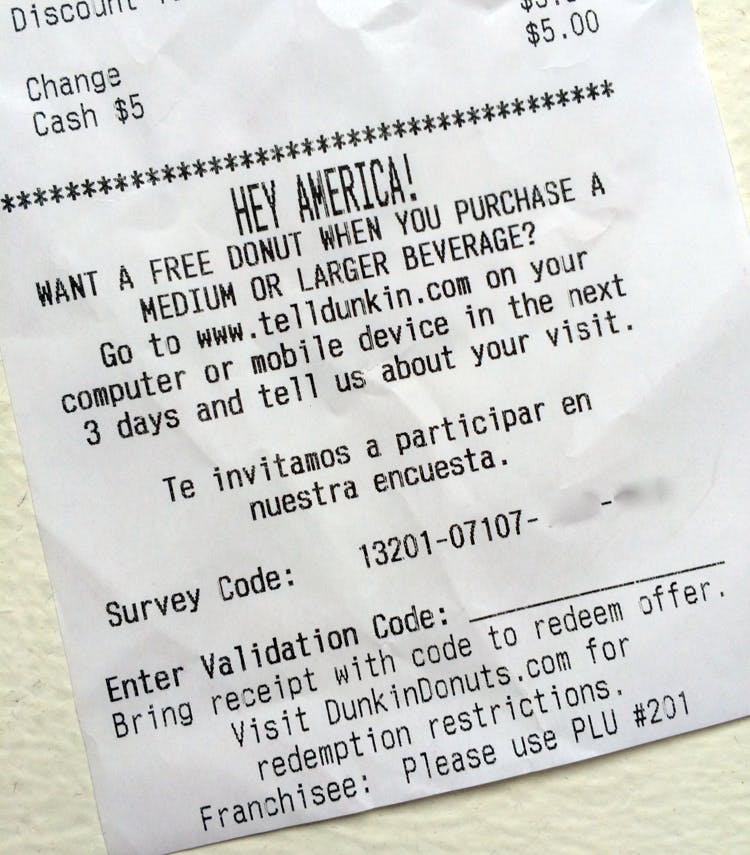 Discount
$5.00
Change
Cash $5
****************************************
HEY AMERICA!
WANT A FREE DONUT WHEN YOU PURCHASE A
MEDIUM OR LARGER BEVERAGE?
Go to www.telldunkin.com on your
computer or mobile device in the next
3 days and tell us about your visit.
Te invitamos a participar en
nuestra encuesta.
Survey Code: 13201-07107- -
Enter Validation Code: ___________
Bring receipt with code to redeem offer.
Visit DunkinDonuts.com for
redemption restrictions.
Franchisee: Please use PLU #201